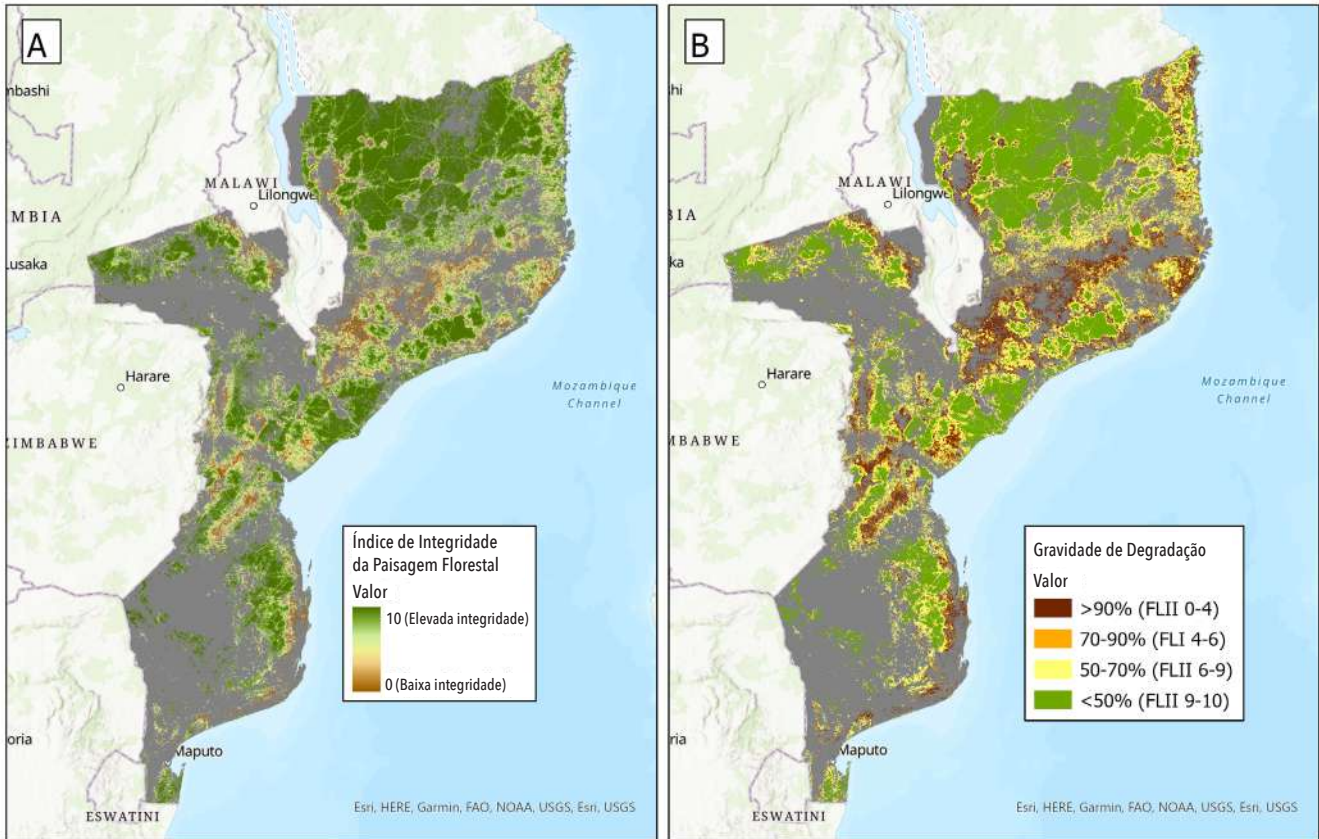 A
mbashi
MALAWI
Lilongwe
MBIA
Lusaka
Harare
Mozambique
Channel
ZIMBABWE
Índice de Integridade
da Paisagem Florestal
Valor
10 (Elevada integridade)
0 (Baixa integridade)
oria
Maputo
ESWATINI
Esri, HERE, Garmin, FAO, NOAA, USGS, Esri, USGS
B
shi
MALAWI
Lilongwe
BIA
ka
Harare
Mozambique
Channel
MBABWE
Gravidade de Degradação
Valor
>90% (FLII 0-4)
70-90% (FLI 4-6)
50-70% (FLII 6-9)
<50% (FLII 9-10)
ria
Maputo
ESWATINI
Esri, HERE, Garmin, FAO, NOAA, USGS, Esri, USGS